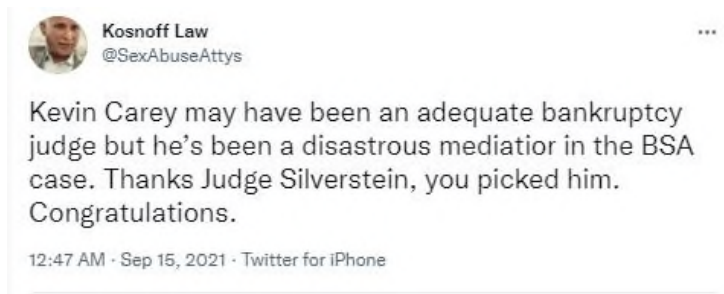 Kosnoff Law
@SexAbuseAttys
Kevin Carey may have been an adequate bankruptcy
judge but he's been a disastrous mediatior in the BSA
case. Thanks Judge Silverstein, you picked him.
Congratulations.
12:47 AM · Sep 15, 2021 · Twitter for iPhone